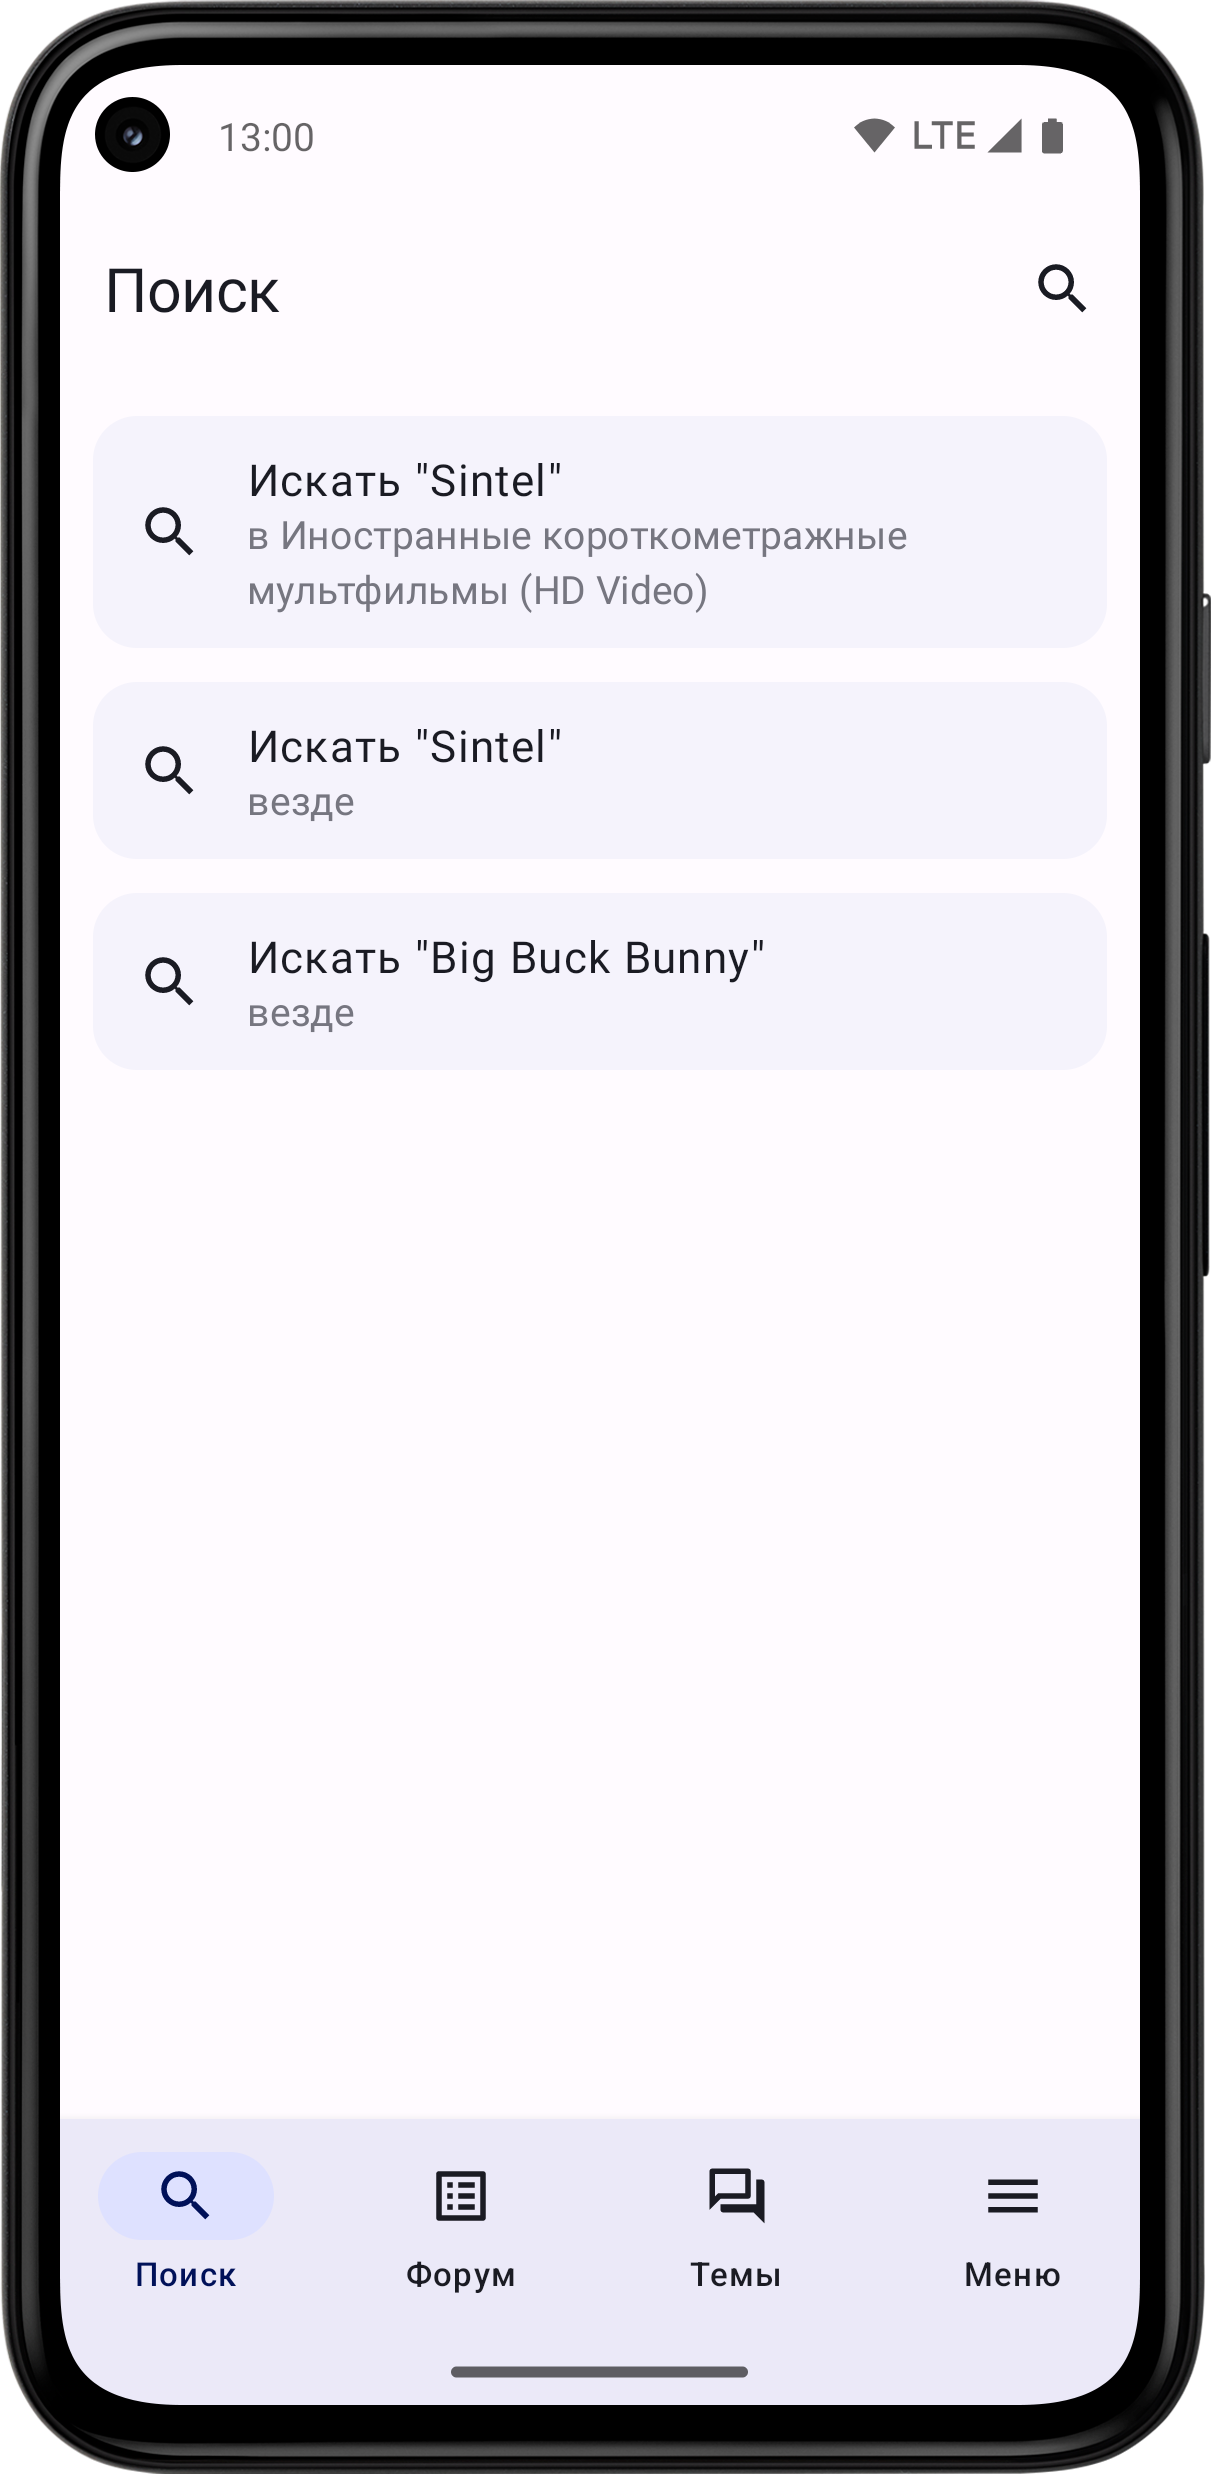 13:00 LTE
Поиск
Искать "Sintel"
в Иностранные короткометражные
мультфильмы (HD Video)
Искать "Sintel"
везде
Искать "Big Buck Bunny"
везде
Поиск Форум Темы Меню